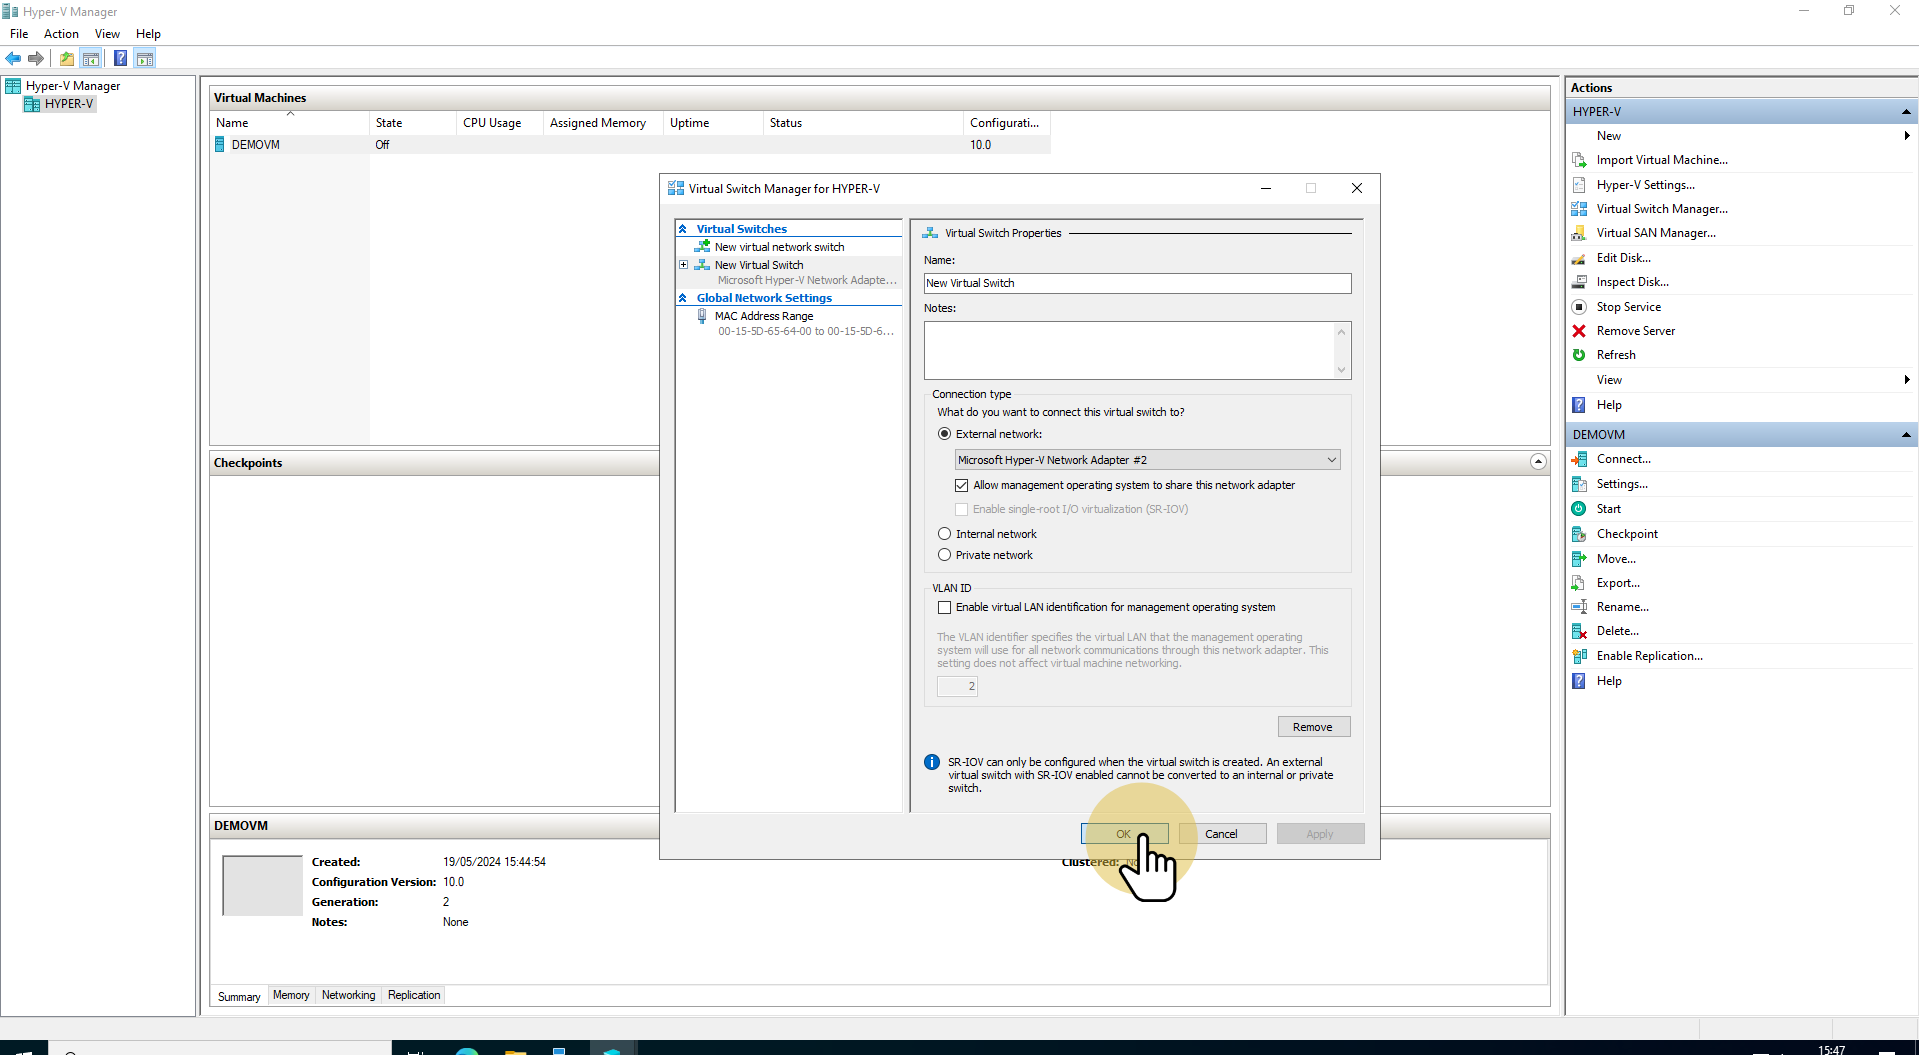 Hyper-V Manager
File Action View Help
Hyper-V Manager
HYPER-V
Virtual Machines
Name State CPU Usage Assigned Memory Uptime Status Configurati...
DEMOVM Off 10.0
Checkpoints
DEMOVM
Created: 19/05/2024 15:44:54
Clustered:
Configuration Version: 10.0
Generation: 2
Notes: None
Summary Memory Networking Replication
Virtual Switch Manager for HYPER-V
Virtual Switches
New virtual network switch
New Virtual Switch
Microsoft Hyper-V Network Adapte...
Global Network Settings
MAC Address Range
00-15-5D-65-64-00 to 00-15-5D-6...
Virtual Switch Properties
Name:
New Virtual Switch
Notes:
Connection type
What do you want to connect this virtual switch to?
External network:
Microsoft Hyper-V Network Adapter #2
Allow management operating system to share this network adapter
Enable single-root I/O virtualization (SR-IOV)
Internal network
Private network
VLAN ID
Enable virtual LAN identification for management operating system
The VLAN identifier specifies the virtual LAN that the management operating
system will use for all network communications through this network adapter. This
setting does not affect virtual machine networking.
2
Remove
SR-IOV can only be configured when the virtual switch is created. An external
virtual switch with SR-IOV enabled cannot be converted to an internal or private
switch.
OK Cancel Apply
Actions
HYPER-V
New
Import Virtual Machine...
Hyper-V Settings...
Virtual Switch Manager...
Virtual SAN Manager...
Edit Disk...
Inspect Disk...
Stop Service
Remove Server
Refresh
View
Help
DEMOVM
Connect...
Settings...
Start
Checkpoint
Move...
Export...
Rename...
Delete...
Enable Replication...
Help
15:47